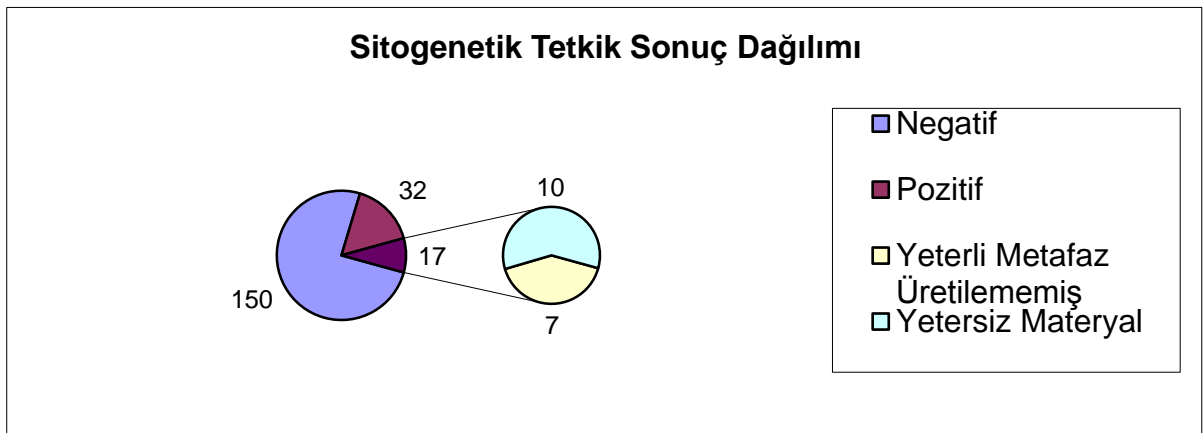 Sitogenetik Tetkik Sonuç Dağılımı
150
32
17
10
7
Negatif
Pozitif
Yeterli Metafaz
Üretilememiş
Yetersiz Materyal